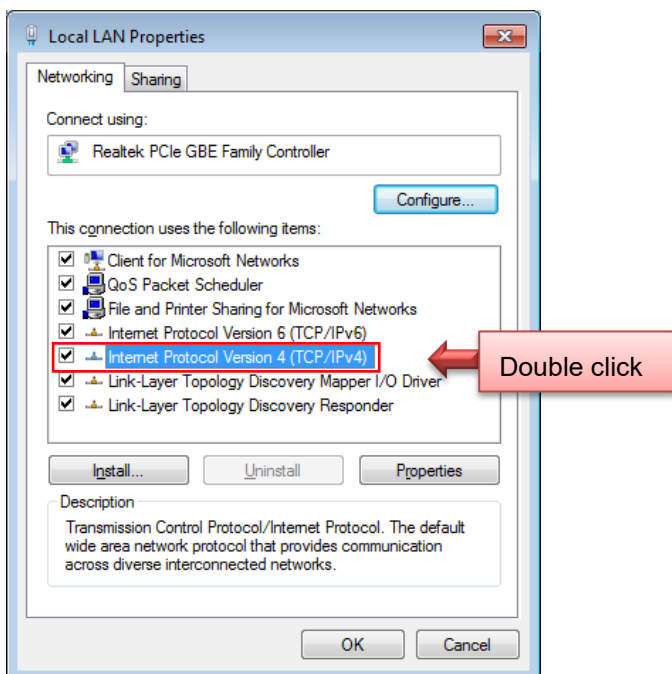 Local LAN Properties
Networking
Sharing
Connect using:
Realtek PCIe GBE Family Controller
Configure...
This connection uses the following items:
Client for Microsoft Networks
QoS Packet Scheduler
File and Printer Sharing for Microsoft Networks
Internet Protocol Version 6 (TCP/IPv6)
Internet Protocol Version 4 (TCP/IPv4)
Double click
Link-Layer Topology Discovery Mapper I/O Driver
Link-Layer Topology Discovery Responder
Install...
Uninstall
Properties
Description
Transmission Control Protocol/Internet Protocol. The default
wide area network protocol that provides communication
across diverse interconnected networks.
OK
Cancel